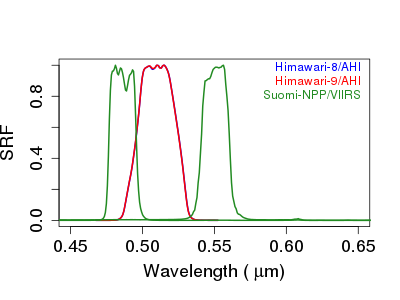 Himawari-8/AHI
Himawari-9/AHI
Suomi-NPP/VIIRS
SRF
0.8
0.4
0.0
0.45 0.50 0.55 0.60 0.65
Wavelength ( μm)